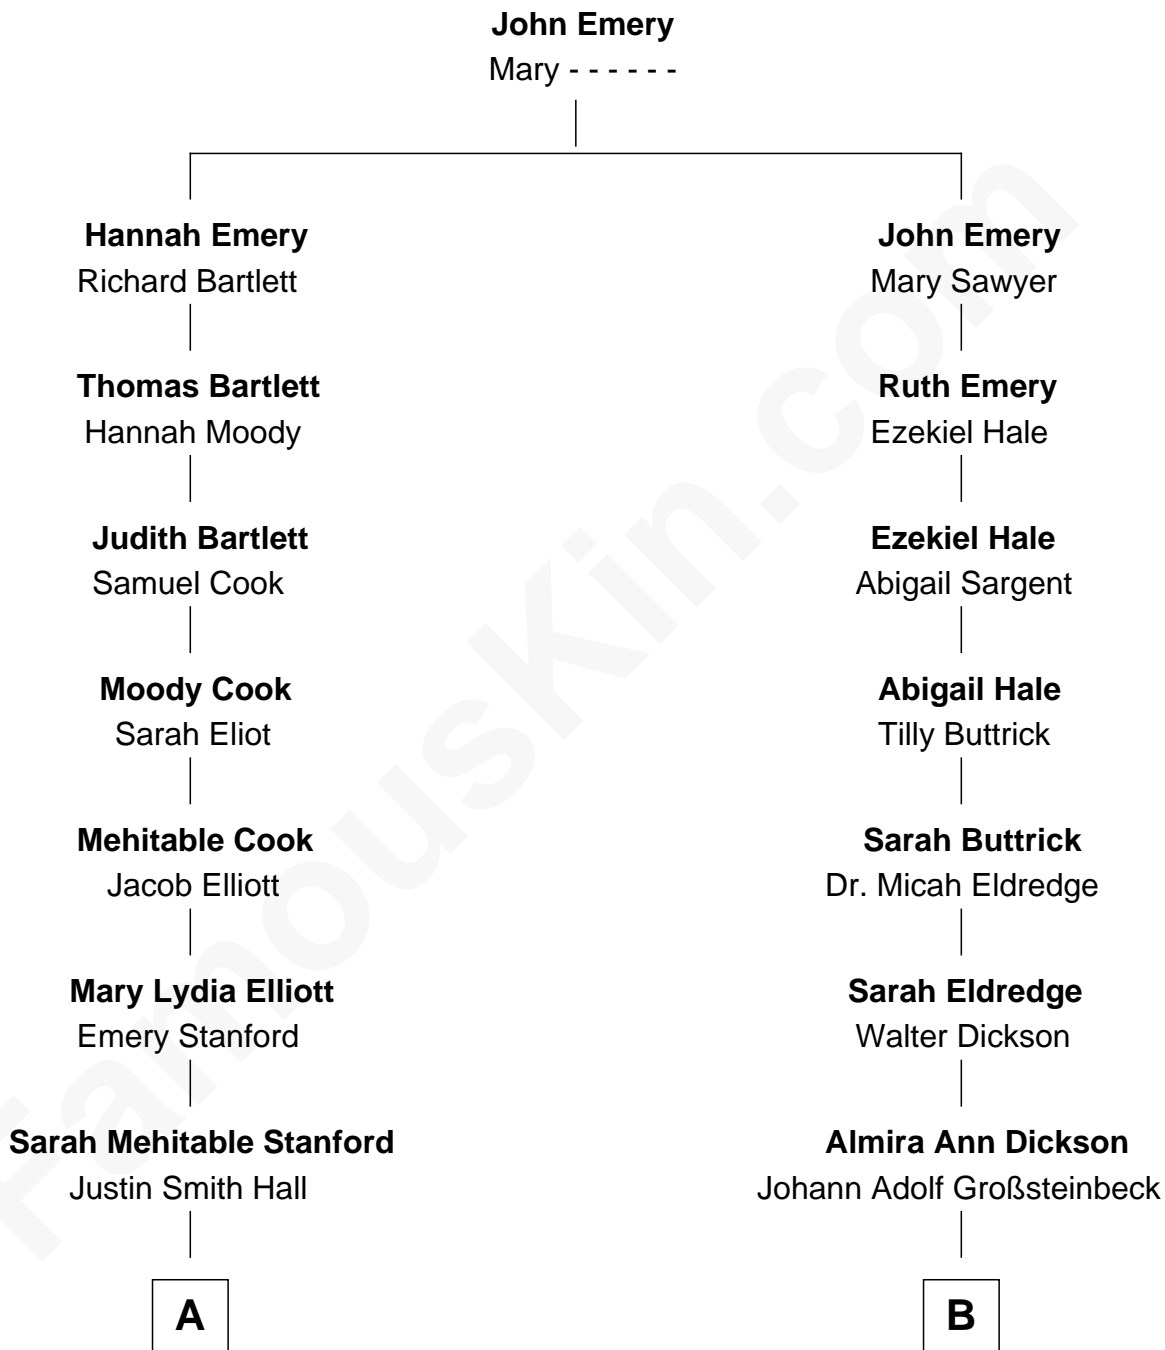 John Emery
Mary - - - - - -
Hannah Emery
Richard Bartlett
Thomas Bartlett
Hannah Moody
Judith Bartlett
Samuel Cook
Moody Cook
Sarah Eliot
Mehitable Cook
Jacob Elliott
Mary Lydia Elliott
Emery Stanford
Sarah Mehitable Stanford
Justin Smith Hall
A
John Emery
Mary Sawyer
Ruth Emery
Ezekiel Hale
Ezekiel Hale
Abigail Sargent
Abigail Hale
Tilly Buttrick
Sarah Buttrick
Dr. Micah Eldredge
Sarah Eldredge
Walter Dickson
Almira Ann Dickson
Johann Adolf Großsteinbeck
B
FamousKin.com